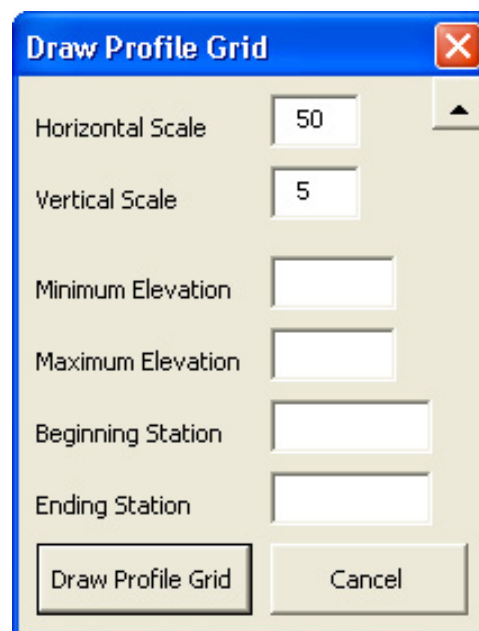 Draw Profile Grid
Horizontal Scale 50
Vertical Scale 5
Minimum Elevation
Maximum Elevation
Beginning Station
Ending Station
Draw Profile Grid Cancel